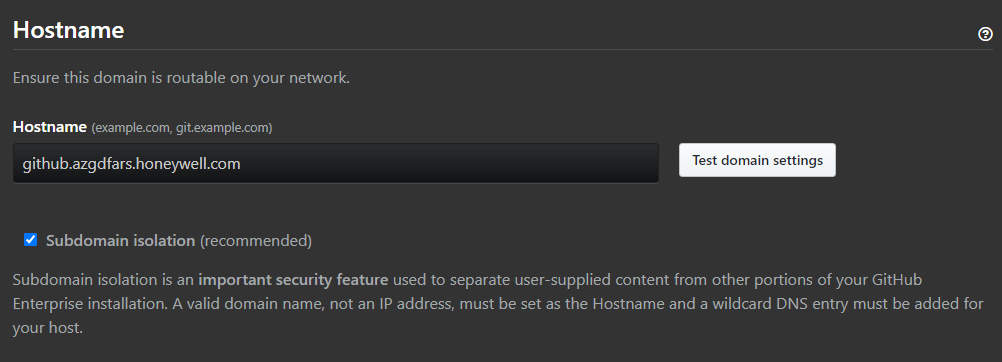 Hostname
Ensure this domain is routable on your network.
Hostname (example.com, git.example.com)
github.azgdfars.honeywell.com
Test domain settings
Subdomain isolation (recommended)
Subdomain isolation is an important security feature used to separate user-supplied content from other portions of your GitHub
Enterprise installation. A valid domain name, not an IP address, must be set as the Hostname and a wildcard DNS entry must be added for
your host.